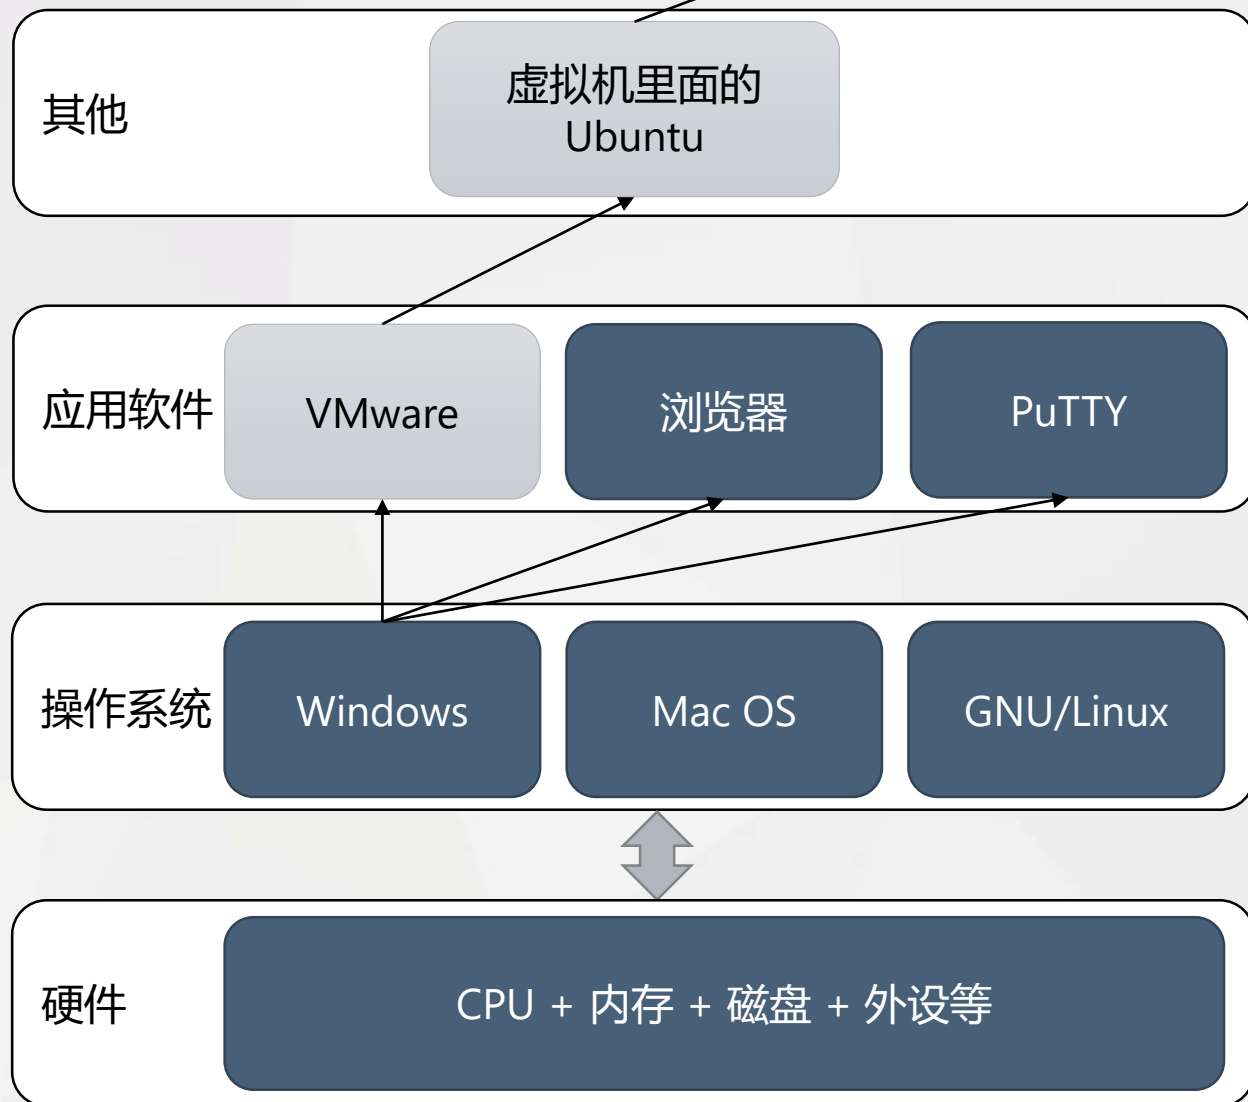 其他
虚拟机里面的
Ubuntu
应用软件
VMware
浏览器
PuTTY
操作系统
Windows
Mac OS
GNU/Linux
硬件
CPU + 内存 + 磁盘 + 外设等